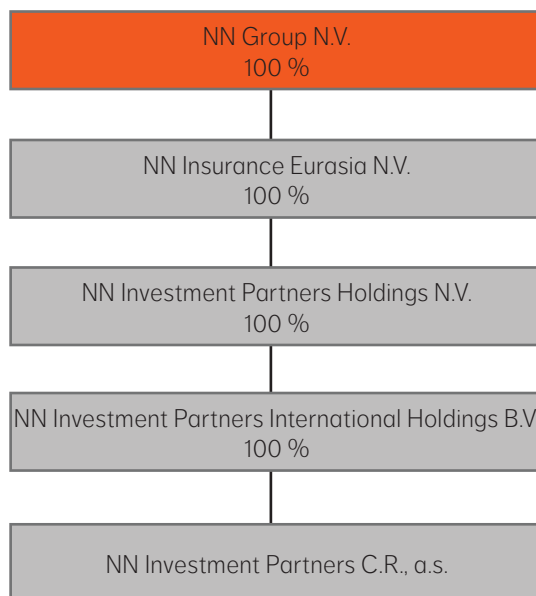 NN Group N.V.
100 %
NN Insurance Eurasia N.V.
100 %
NN Investment Partners Holdings N.V.
100 %
NN Investment Partners International Holdings B.V
100 %
NN Investment Partners C.R., a.s.